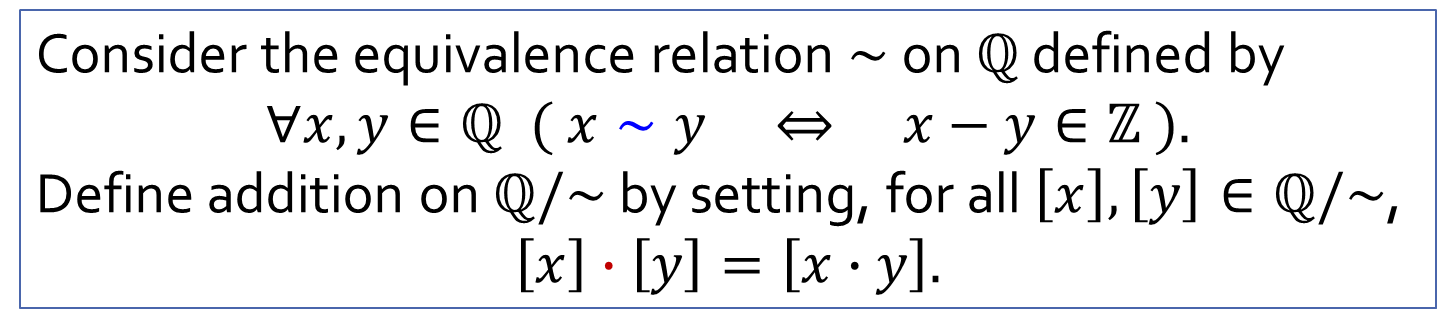 Consider the equivalence relation ~ on ℚ defined by
∀x, y ∈ ℚ ( x ~ y ⇔ x − y ∈ ℤ ).
Define addition on ℚ/~ by setting, for all [x], [y] ∈ ℚ/~,
[x] · [y] = [x · y].